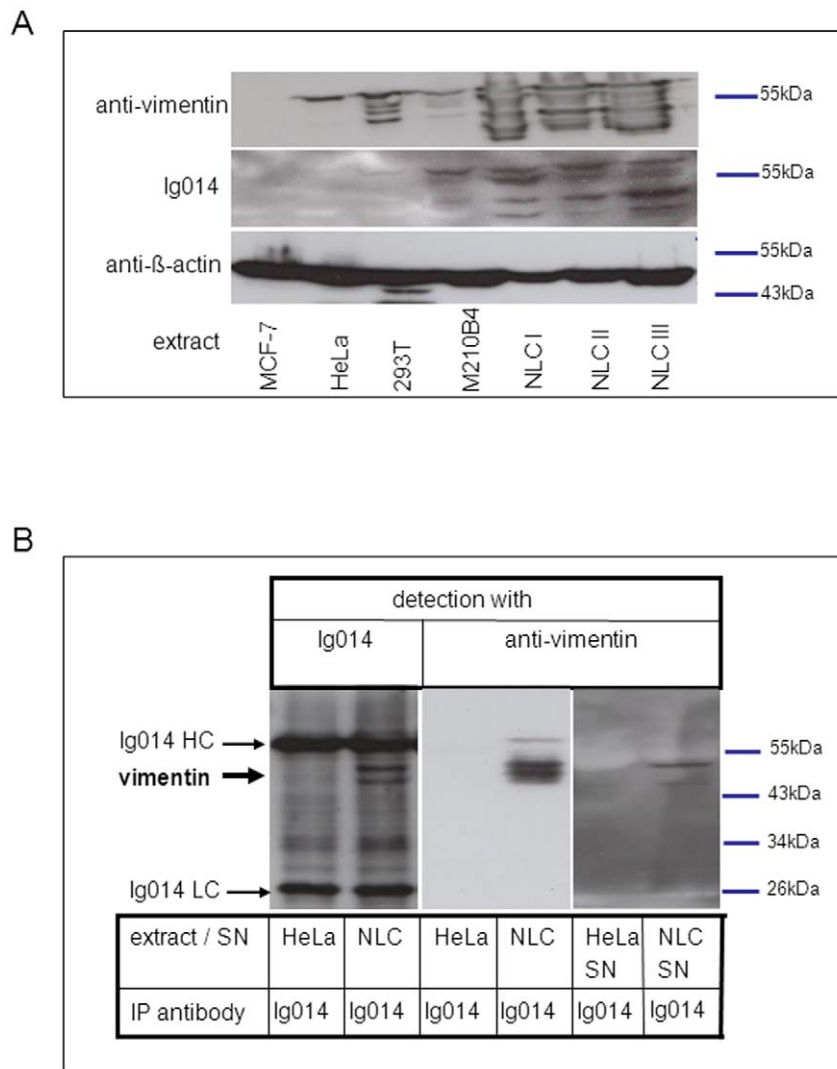 A
anti-vimentin
55kDa
Ig014
55kDa
anti-ß-actin
55kDa
43kDa
extract
MCF-7
HeLa
293T
M210B4
NLC I
NLC II
NLC III
B
detection with
Ig014
anti-vimentin
Ig014 HC
vimentin
Ig014 LC
55kDa
43kDa
34kDa
26kDa
extract / SN
HeLa
NLC
HeLa
NLC
HeLa SN
NLC SN
IP antibody
Ig014
Ig014
Ig014
Ig014
Ig014
Ig014